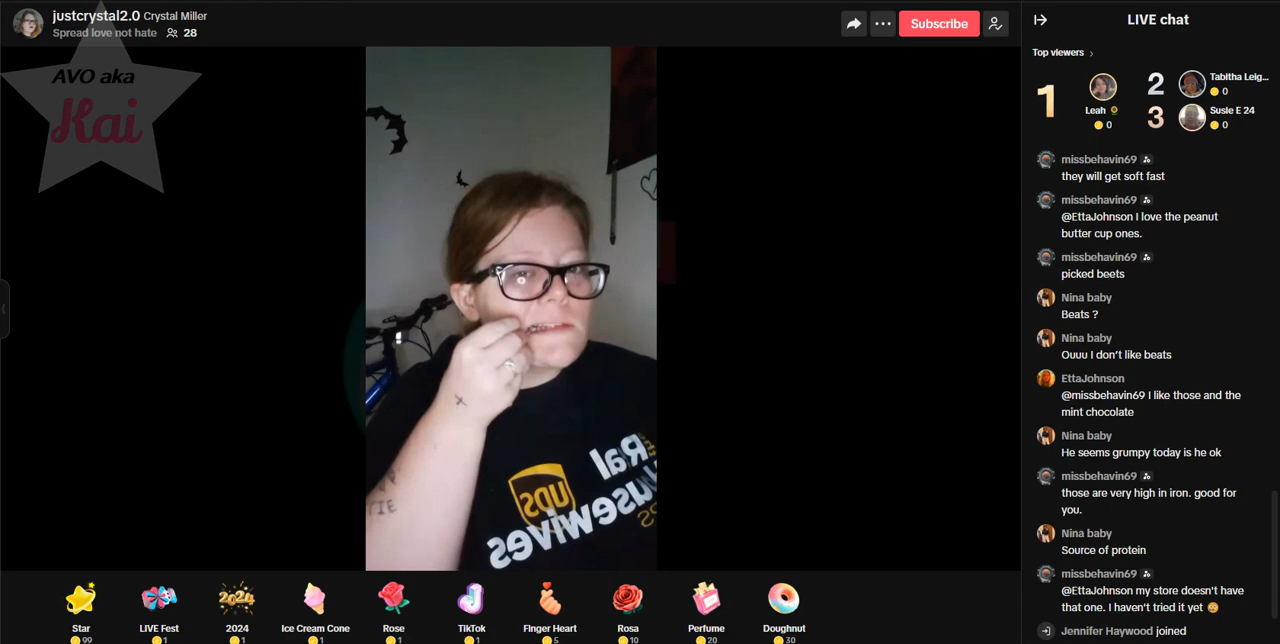 justcrystal2.0 Crystal Miller
Spread love not hate 28
Subscribe
AVO aka
Kai
LIVE chat
Top viewers
1
Leah
0
2
Tabitha Leig...
0
3
Susie E 24
0
missbehavin69
they will get soft fast
missbehavin69
@EttaJohnson I love the peanut
butter cup ones.
missbehavin69
picked beets
Nina baby
Beats ?
Nina baby
Ouuu I don't like beats
EttaJohnson
@missbehavin69 I like those and the
mint chocolate
Nina baby
He seems grumpy today is he ok
missbehavin69
those are very high in iron. good for
you.
Nina baby
Source of protein
missbehavin69
@EttaJohnson my store doesn't have
that one. I haven't tried it yet
Jennifer Haywood joined
Real
ups
Housewives
Star
99
LIVE Fest
1
2024
2024
1
Ice Cream Cone
1
Rose
1
TikTok
1
Finger Heart
5
Rosa
10
Perfume
20
Doughnut
30